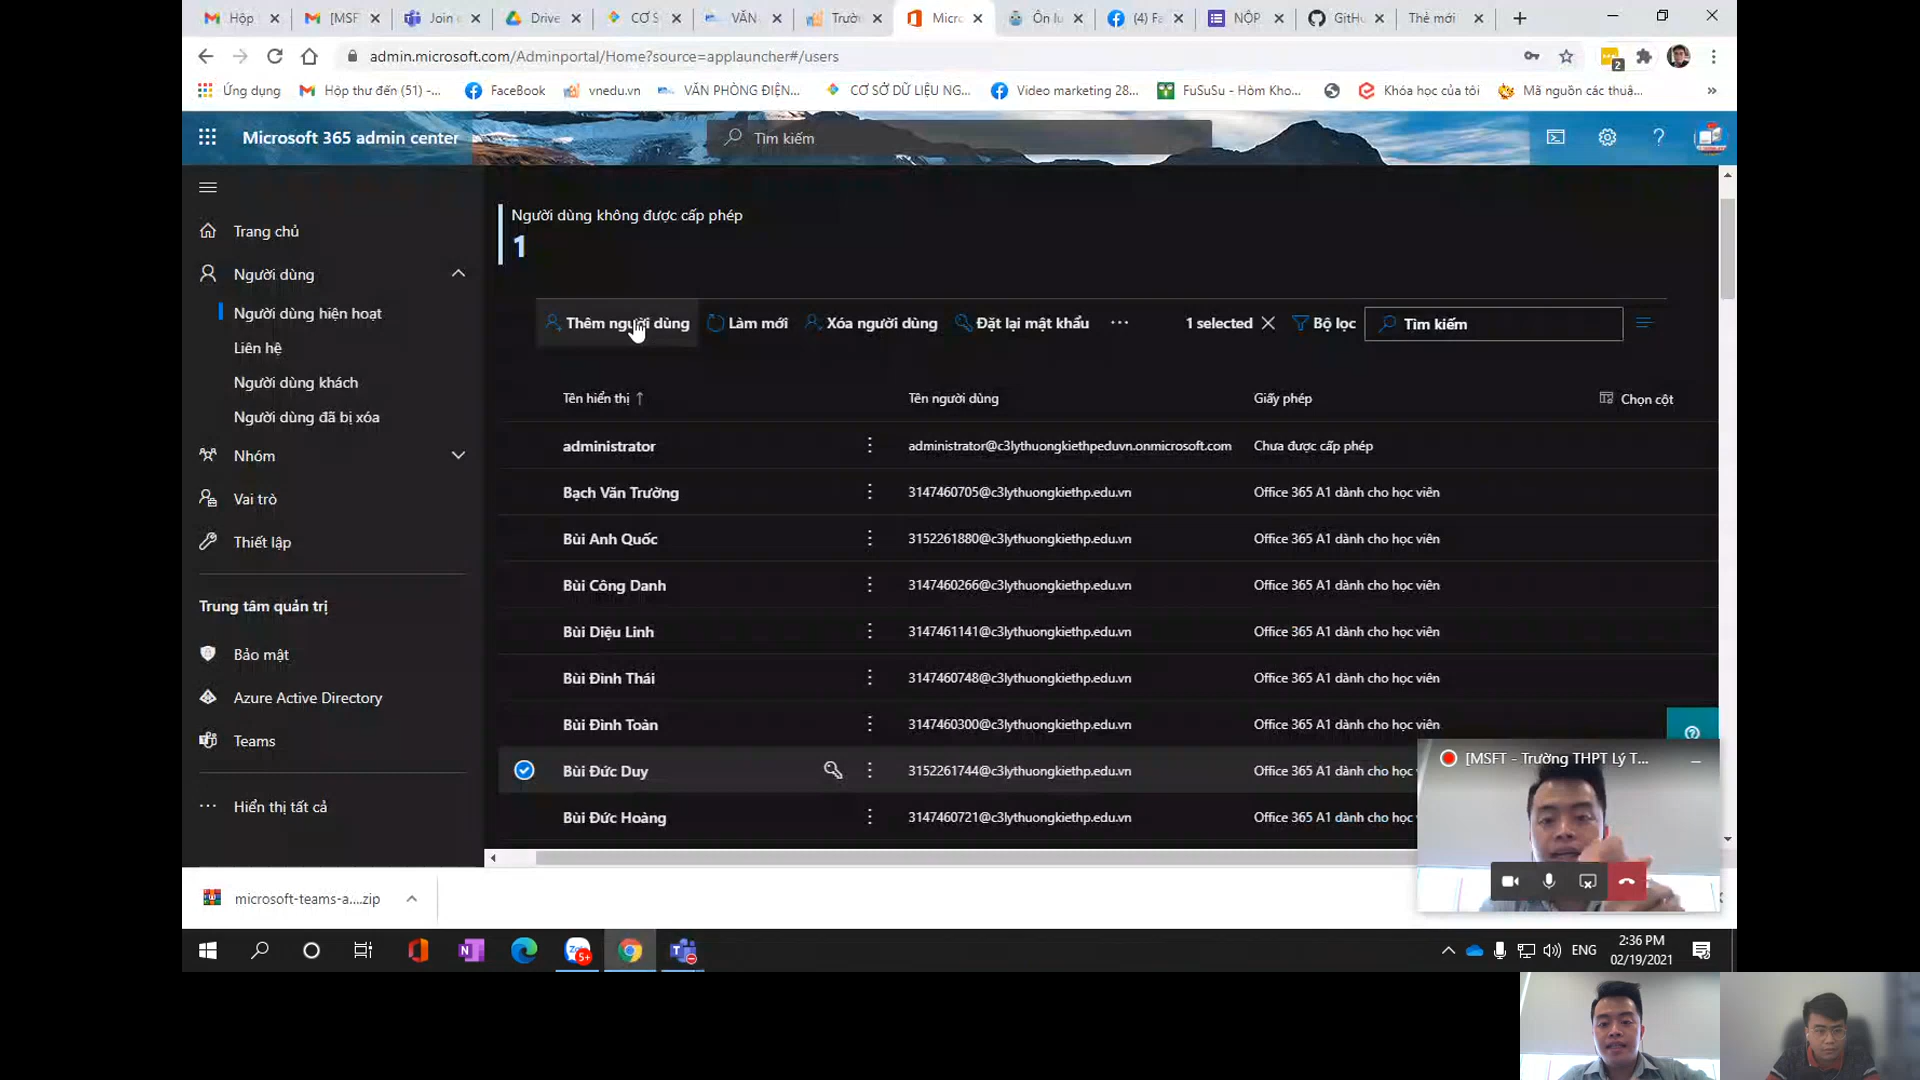 Hộp
[MSF
Join
Drive
CƠ S
VĂN
Trườ
Micro
Ôn lu
(4) Fa
NỘP
GitHu
Thẻ mới
admin.microsoft.com/Adminportal/Home?source=applauncher#/users
2
Ứng dụng
Hộp thư đến (51) -...
FaceBook
vnedu.vn
VĂN PHÒNG ĐIỆN...
CƠ SỞ DỮ LIỆU NG...
Video marketing 28...
FuSuSu - Hôm Kho...
Khóa học của tôi
Mã nguồn các thuậ...
Microsoft 365 admin center
Tìm kiếm
Trang chủ
Người dùng
Người dùng hiện hoạt
Liên hệ
Người dùng khách
Người dùng đã bị xóa
Nhóm
Vai trò
Thiết lập
Trung tâm quản trị
Bảo mật
Azure Active Directory
Teams
Hiển thị tất cả
Người dùng không được cấp phép
1
Thêm người dùng
Làm mới
Xóa người dùng
Đặt lại mật khẩu
1 selected
Bộ lọc
Tìm kiếm
Tên hiển thị
Tên người dùng
Giấy phép
Chọn cột
administrator administrator@c3lythuongkiethpeduvn.onmicrosoft.com Chưa được cấp phép
Bạch Văn Trường 3147460705@c3lythuongkiethp.edu.vn Office 365 A1 dành cho học viên
Bùi Anh Quốc 3152261880@c3lythuongkiethp.edu.vn Office 365 A1 dành cho học viên
Bùi Công Danh 3147460266@c3lythuongkiethp.edu.vn Office 365 A1 dành cho học viên
Bùi Diệu Linh 3147461141@c3lythuongkiethp.edu.vn Office 365 A1 dành cho học viên
Bùi Đình Thái 3147460748@c3lythuongkiethp.edu.vn Office 365 A1 dành cho học viên
Bùi Đình Toàn 3147460300@c3lythuongkiethp.edu.vn Office 365 A1 dành cho học viên
Bùi Đức Duy 3152261744@c3lythuongkiethp.edu.vn Office 365 A1 dành cho học
Bùi Đức Hoàng 3147460721@c3lythuongkiethp.edu.vn Office 365 A1 dành cho học
[MSFT - Trường THPT Lý T...
microsoft-teams-a....zip
5+
ENG
2:36 PM
02/19/2021